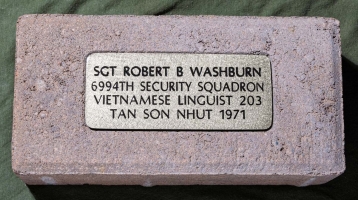 SGT ROBERT B WASHBURN
6994TH SECURITY SQUADRON
VIETNAMESE LINGUIST 203
TAN SON NHUT 1971